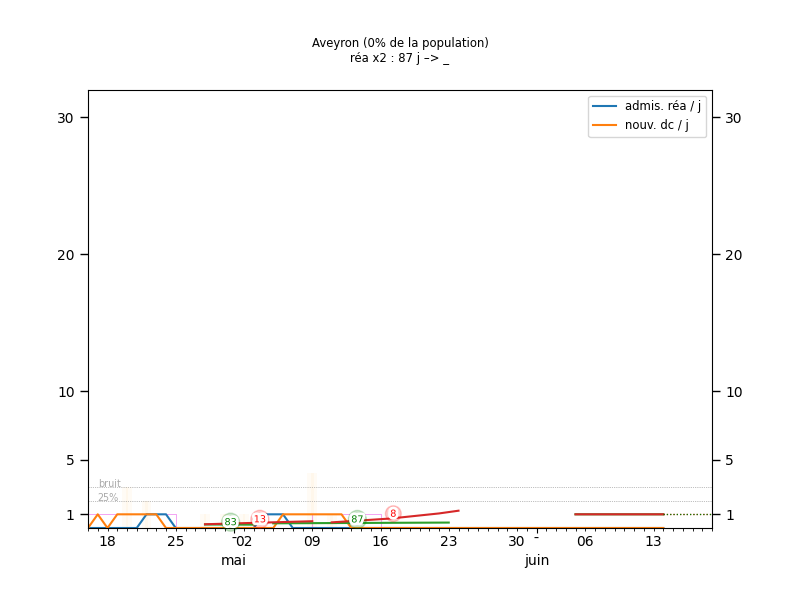 Aveyron (0% de la population)
réa x2 : 87 j –> _
admis. réa / j
nouv. dc / j
30 30
20 20
10 10
5 5
bruit
25%
1 83 13 87 8 1
18 25 02 09 16 23 30 06 13
mai juin